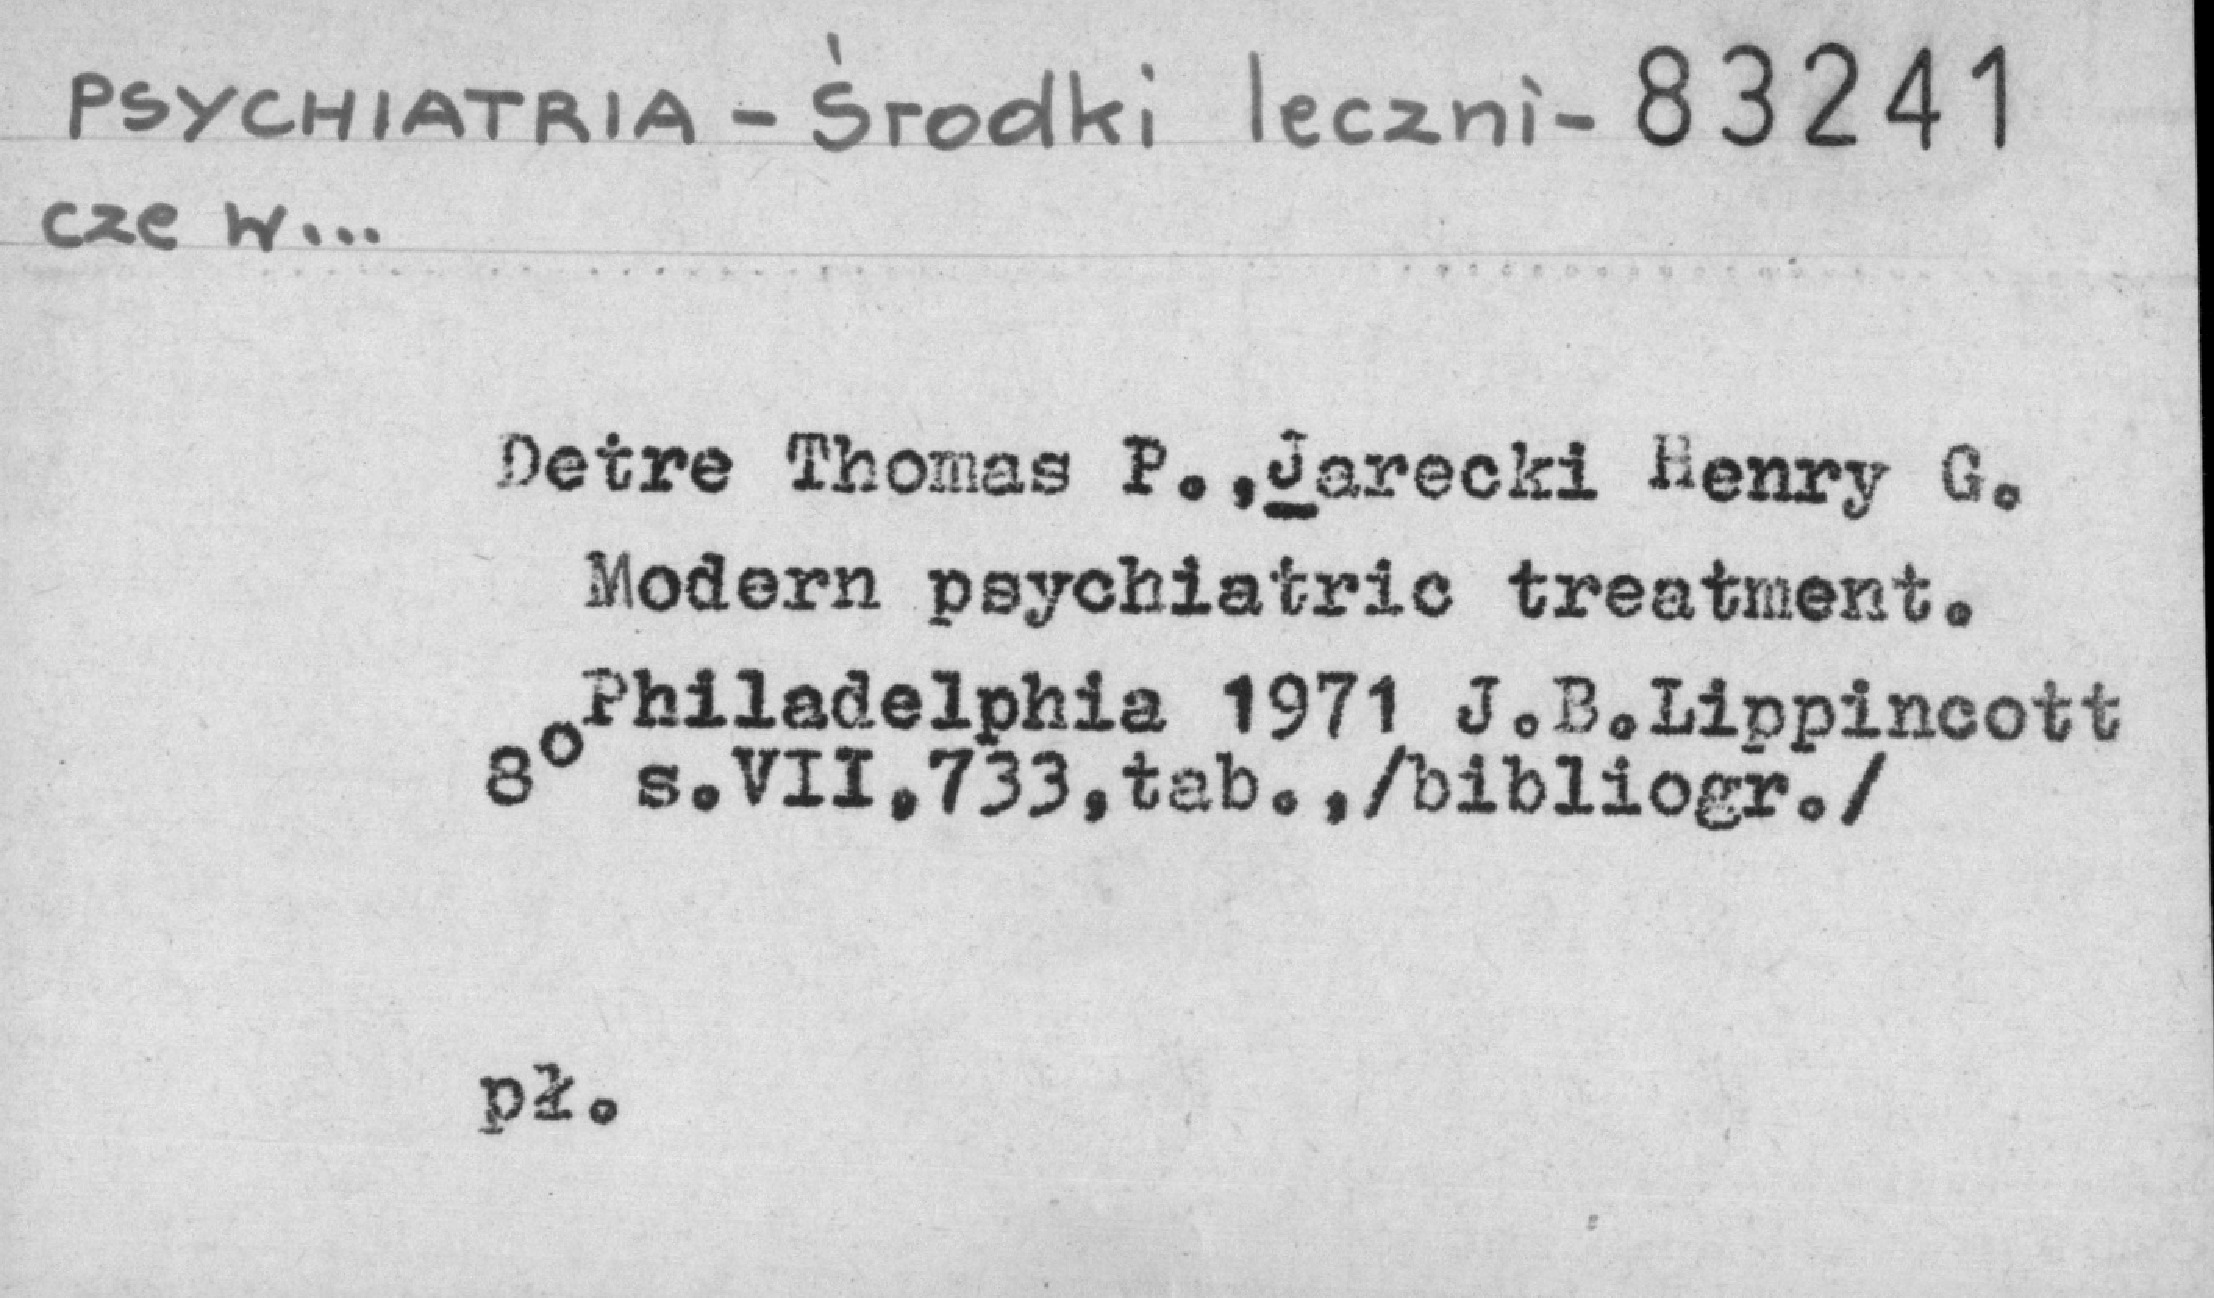 PSYCHIATRIA - Środki leczni- 83241
cze w...
Detre Thomas P.,Jarecki Henry G.
Modern psychiatric treatment.
Philadelphia 1971 J.B.Lippincott
8° s.VII,733,tab.,/bibliogr./
pł.